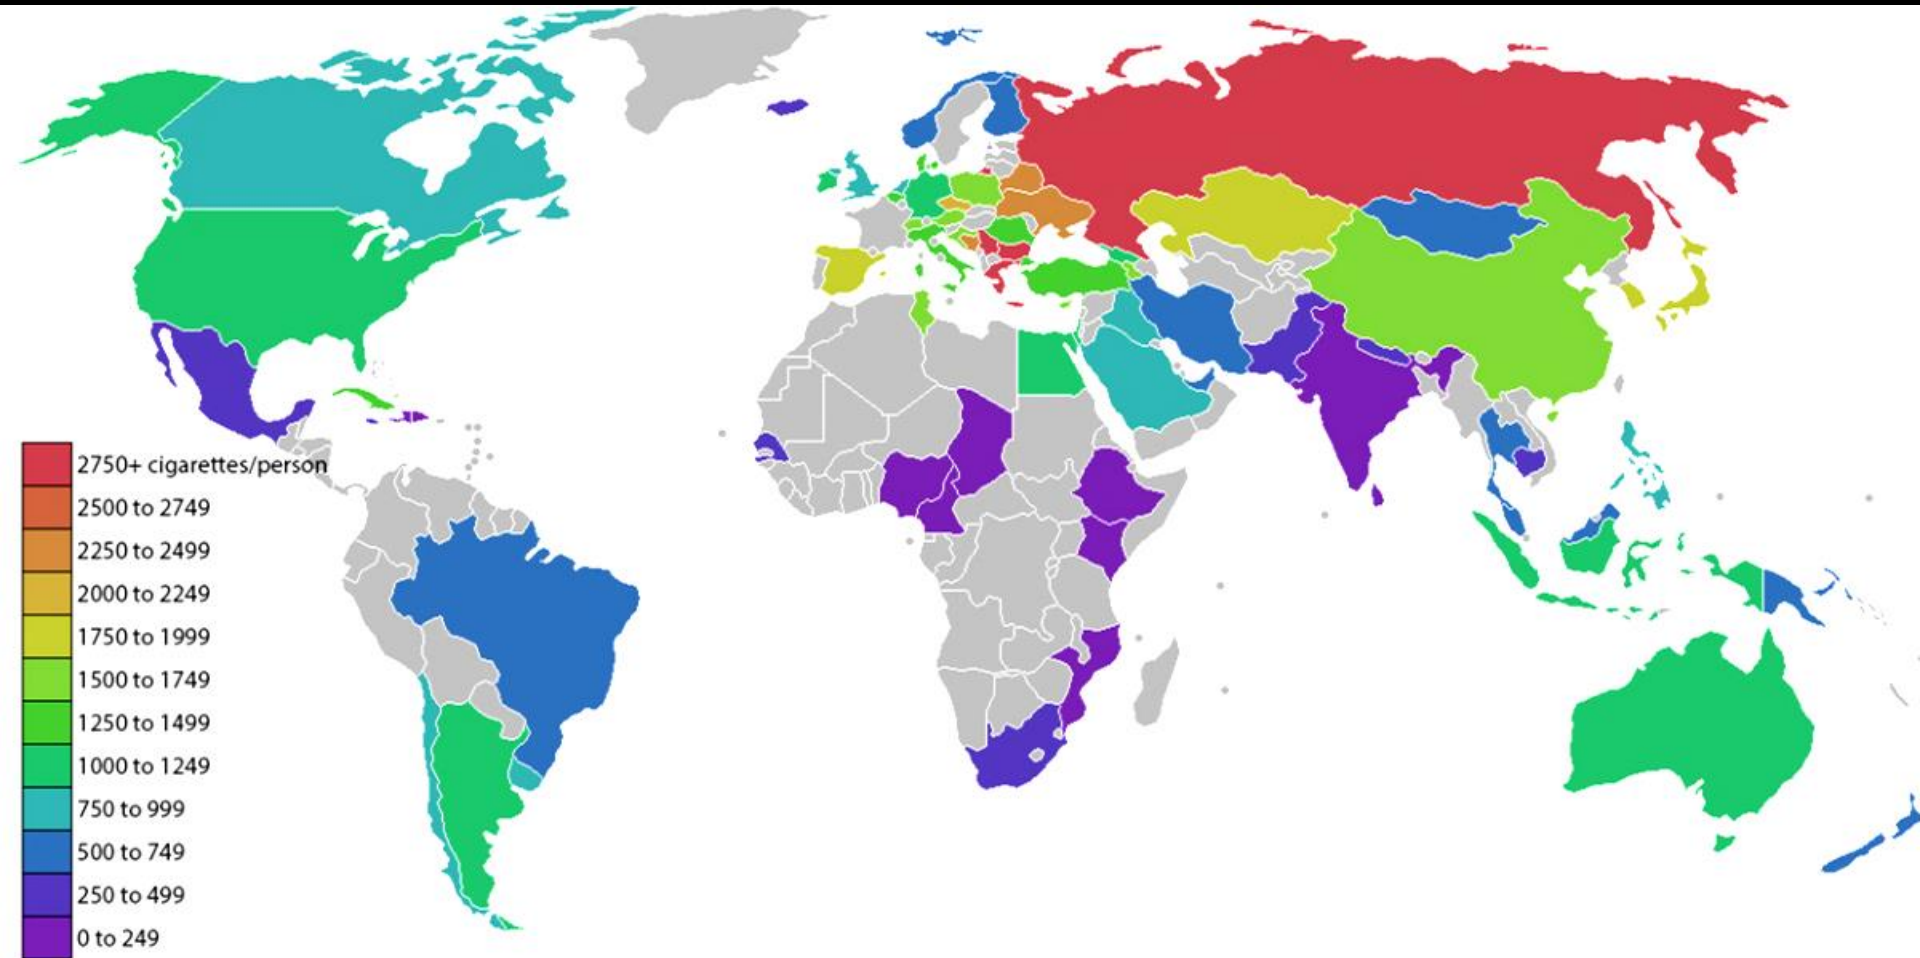 2750+ cigarettes/person
2500 to 2749
2250 to 2499
2000 to 2249
1750 to 1999
1500 to 1749
1250 to 1499
1000 to 1249
750 to 999
500 to 749
250 to 499
0 to 249